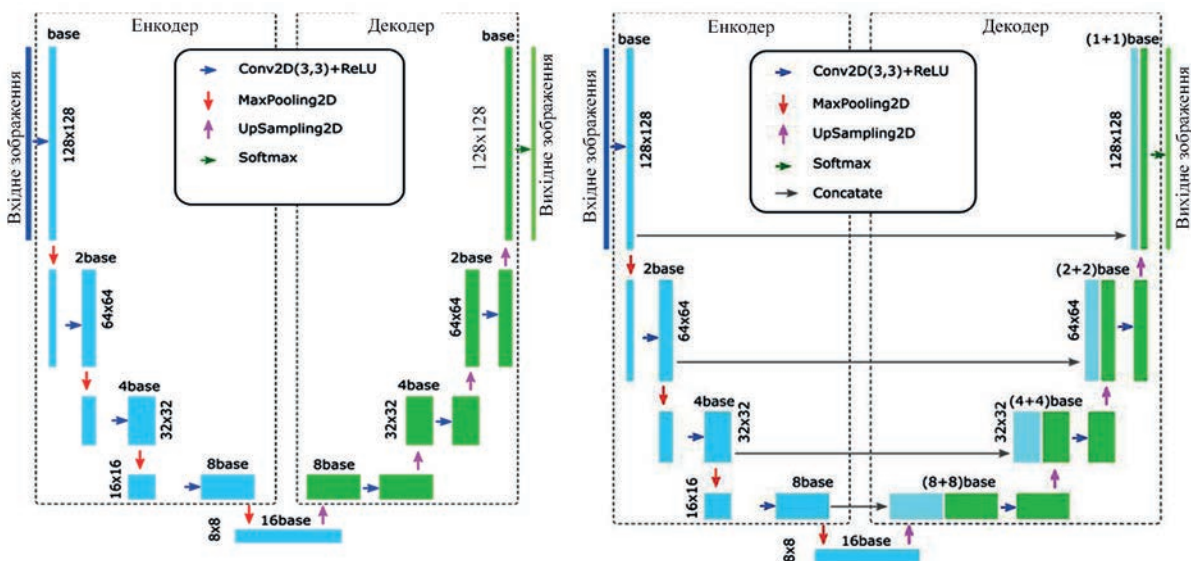 Енкодер
Декодер
base
base
Conv2D(3,3)+ReLU
MaxPooling2D
UpSampling2D
Softmax
Вхідне зображення
128x128
128x128
Вихідне зображення
2base
64x64
2base
64x64
4base
32x32
4base
32x32
16x16
8base
8base
8x8
16base
Енкодер
Декодер
base
(1+1)base
Conv2D(3,3)+ReLU
MaxPooling2D
UpSampling2D
Softmax
Concatate
Вхідне зображення
128x128
128x128
Вихідне зображення
2base
64x64
(2+2)base
64x64
4base
32x32
(4+4)base
32x32
16x16
8base
(8+8)base
8x8
16base